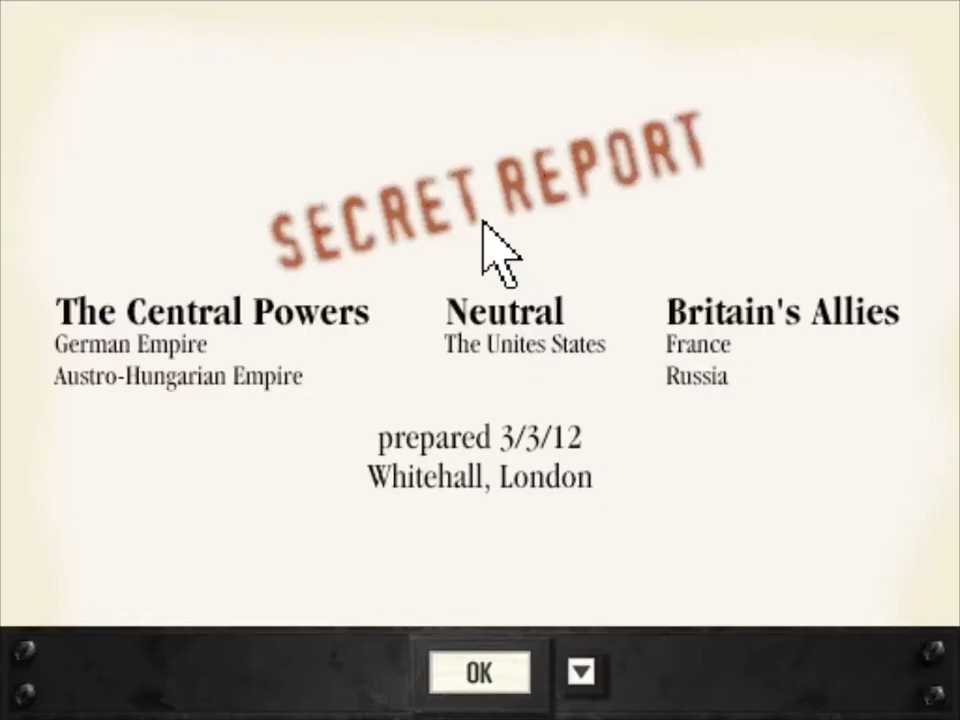 SECRET REPORT
The Central Powers
German Empire
Austro-Hungarian Empire
Neutral
The Unites States
Britain's Allies
France
Russia
prepared 3/3/12
Whitehall, London
OK